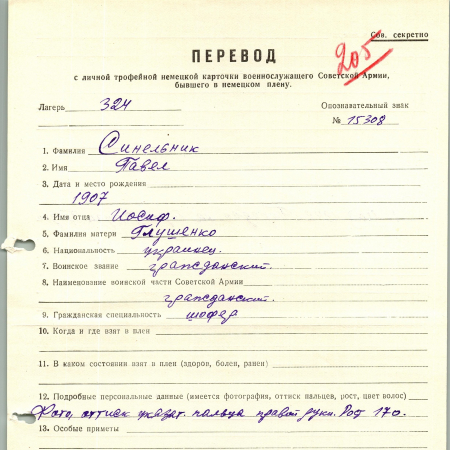 Сов. секретно
205
ПЕРЕВОД
с личной трофейной немецкой карточки военнослужащего Советской Армии,
бывшего в немецком плену.
Лагерь 324 Опознавательный знак
№ 15308
1. Фамилия Синельник
2. Имя Павел
3. Дата и место рождения
1907
4. Имя отца Иосиф.
5. Фамилия матери Глушенко
6. Национальность украинец.
7. Воинское звание гражданский.
8. Наименование воинской части Советской Армии
гражданский.
9. Гражданская специальность шофер
10. Когда и где взят в плен
11. В каком состоянии взят в плен (здоров, болен, ранен)
12. Подробные персональные данные (имеется фотография, оттиск пальцев, рост, цвет волос)
Фото, оттиск указат. пальца правой руки. Рост 170.
13. Особые приметы